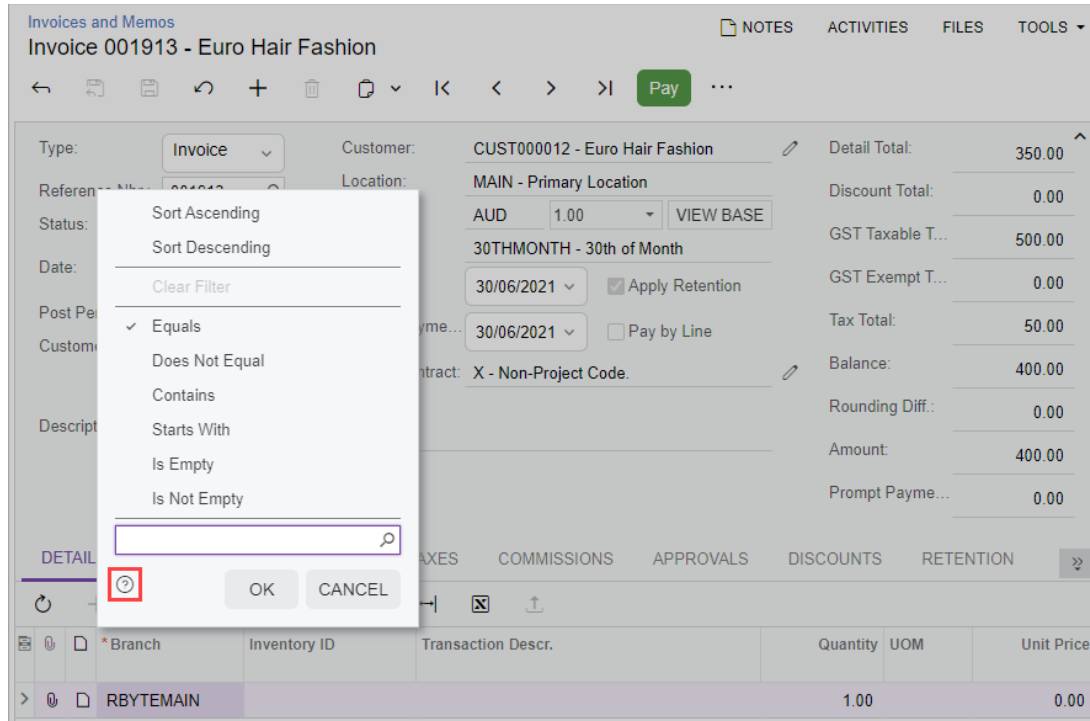 Invoices and Memos
Invoice 001913 - Euro Hair Fashion
NOTES ACTIVITIES FILES TOOLS
Pay
Type: Invoice Customer: CUST000012 - Euro Hair Fashion Detail Total: 350.00
Location: MAIN - Primary Location Discount Total: 0.00
Status: AUD 1.00 VIEW BASE GST Taxable T... 500.00
30THMONTH - 30th of Month
Date: 30/06/2021 Apply Retention GST Exempt T... 0.00
Post Pe 30/06/2021 Pay by Line Tax Total: 50.00
Custom X - Non-Project Code. Balance: 400.00
Rounding Diff.: 0.00
Descript Amount: 400.00
Prompt Payme... 0.00
Sort Ascending
Sort Descending
Clear Filter
Equals
Does Not Equal
Contains
Starts With
Is Empty
Is Not Empty
OK CANCEL
DETAIL AXES COMMISSIONS APPROVALS DISCOUNTS RETENTION
* Branch Inventory ID Transaction Descr. Quantity UOM Unit Price
RBYTEMAIN 1.00 0.00